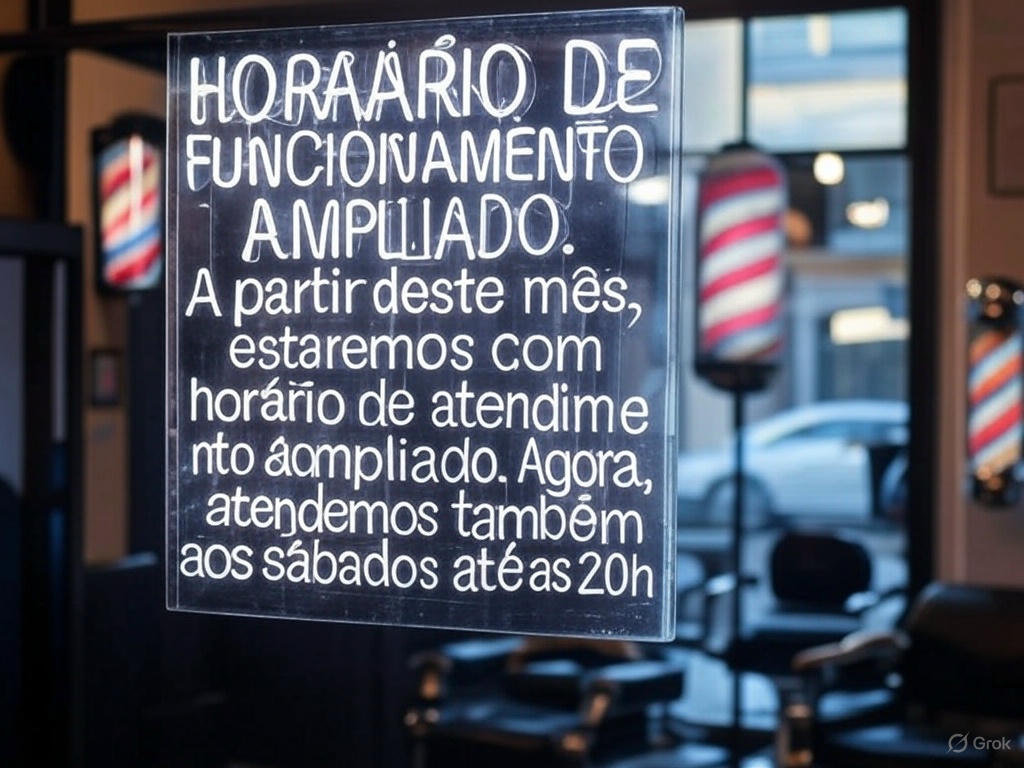 HORAÁRIO DE
FUNCIONAMENTO
AMPLIADO.
A partir deste mês,
estaremos com
horário de atendime
nto âompliado. Agora,
atendemos também
aos sábados até as 20h
Grok